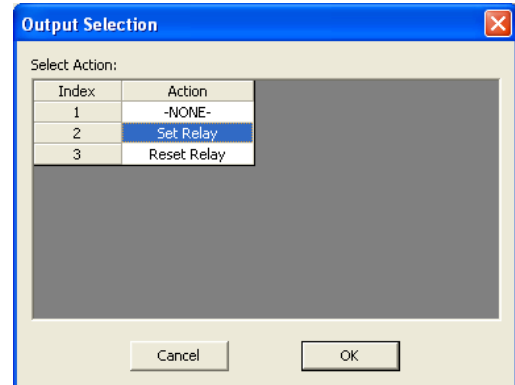 Output Selection
Select Action:
Index Action
1 -NONE-
2 Set Relay
3 Reset Relay
Cancel OK